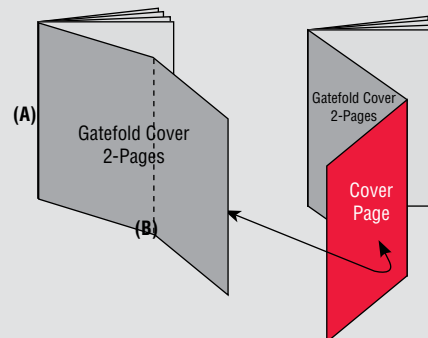 (A)
Gatefold Cover
2-Pages
(B)
Gatefold Cover
2-Pages
Cover
Page